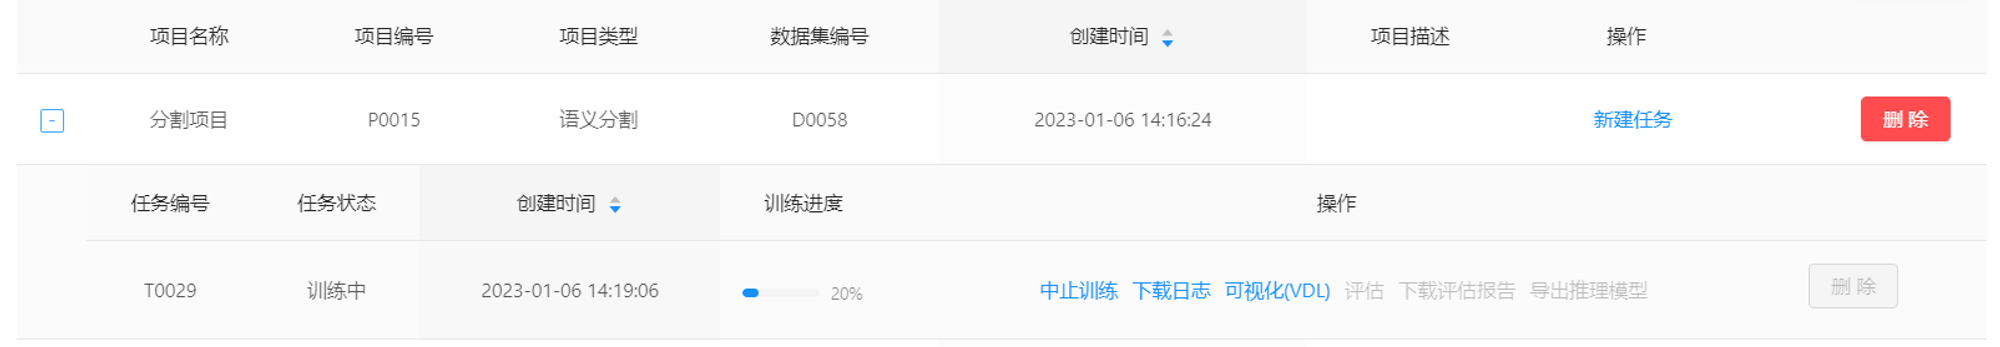 项目名称 项目编号 项目类型 数据集编号 创建时间 项目描述 操作
- 分割项目 P0015 语义分割 D0058 2023-01-06 14:16:24 新建任务 删 除
任务编号 任务状态 创建时间 训练进度 操作
T0029 训练中 2023-01-06 14:19:06 20% 中止训练 下载日志 可视化(VDL) 评估 下载评估报告 导出推理模型 删 除